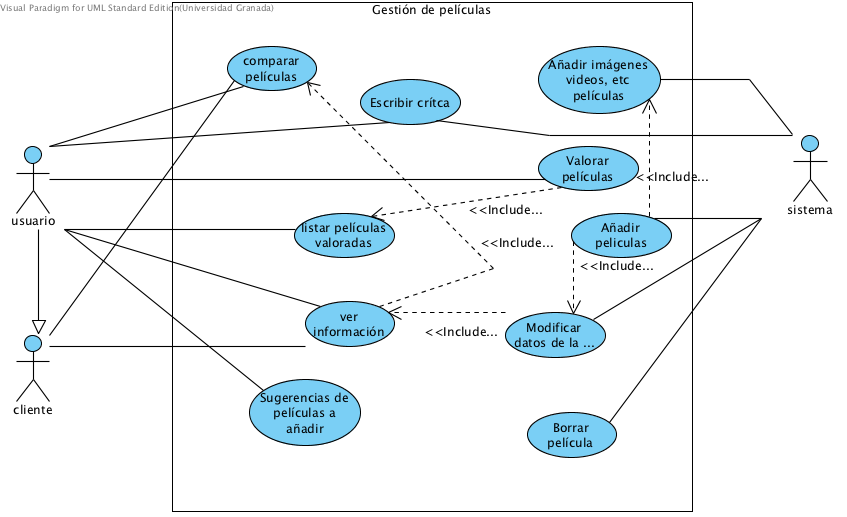 Visual Paradigm for UML Standard Edition(Universidad Granada)
Gestión de películas
comparar
películas
Añadir imágenes
videos, etc
películas
Escribir crítca
Valorar
películas
<<Include...
usuario
sistema
<<Include...
listar películas
valoradas
Añadir
peliculas
<<Include...
<<Include...
ver
información
Modificar
datos de la ...
<<Include...
cliente
Sugerencias de
películas a
añadir
Borrar
película